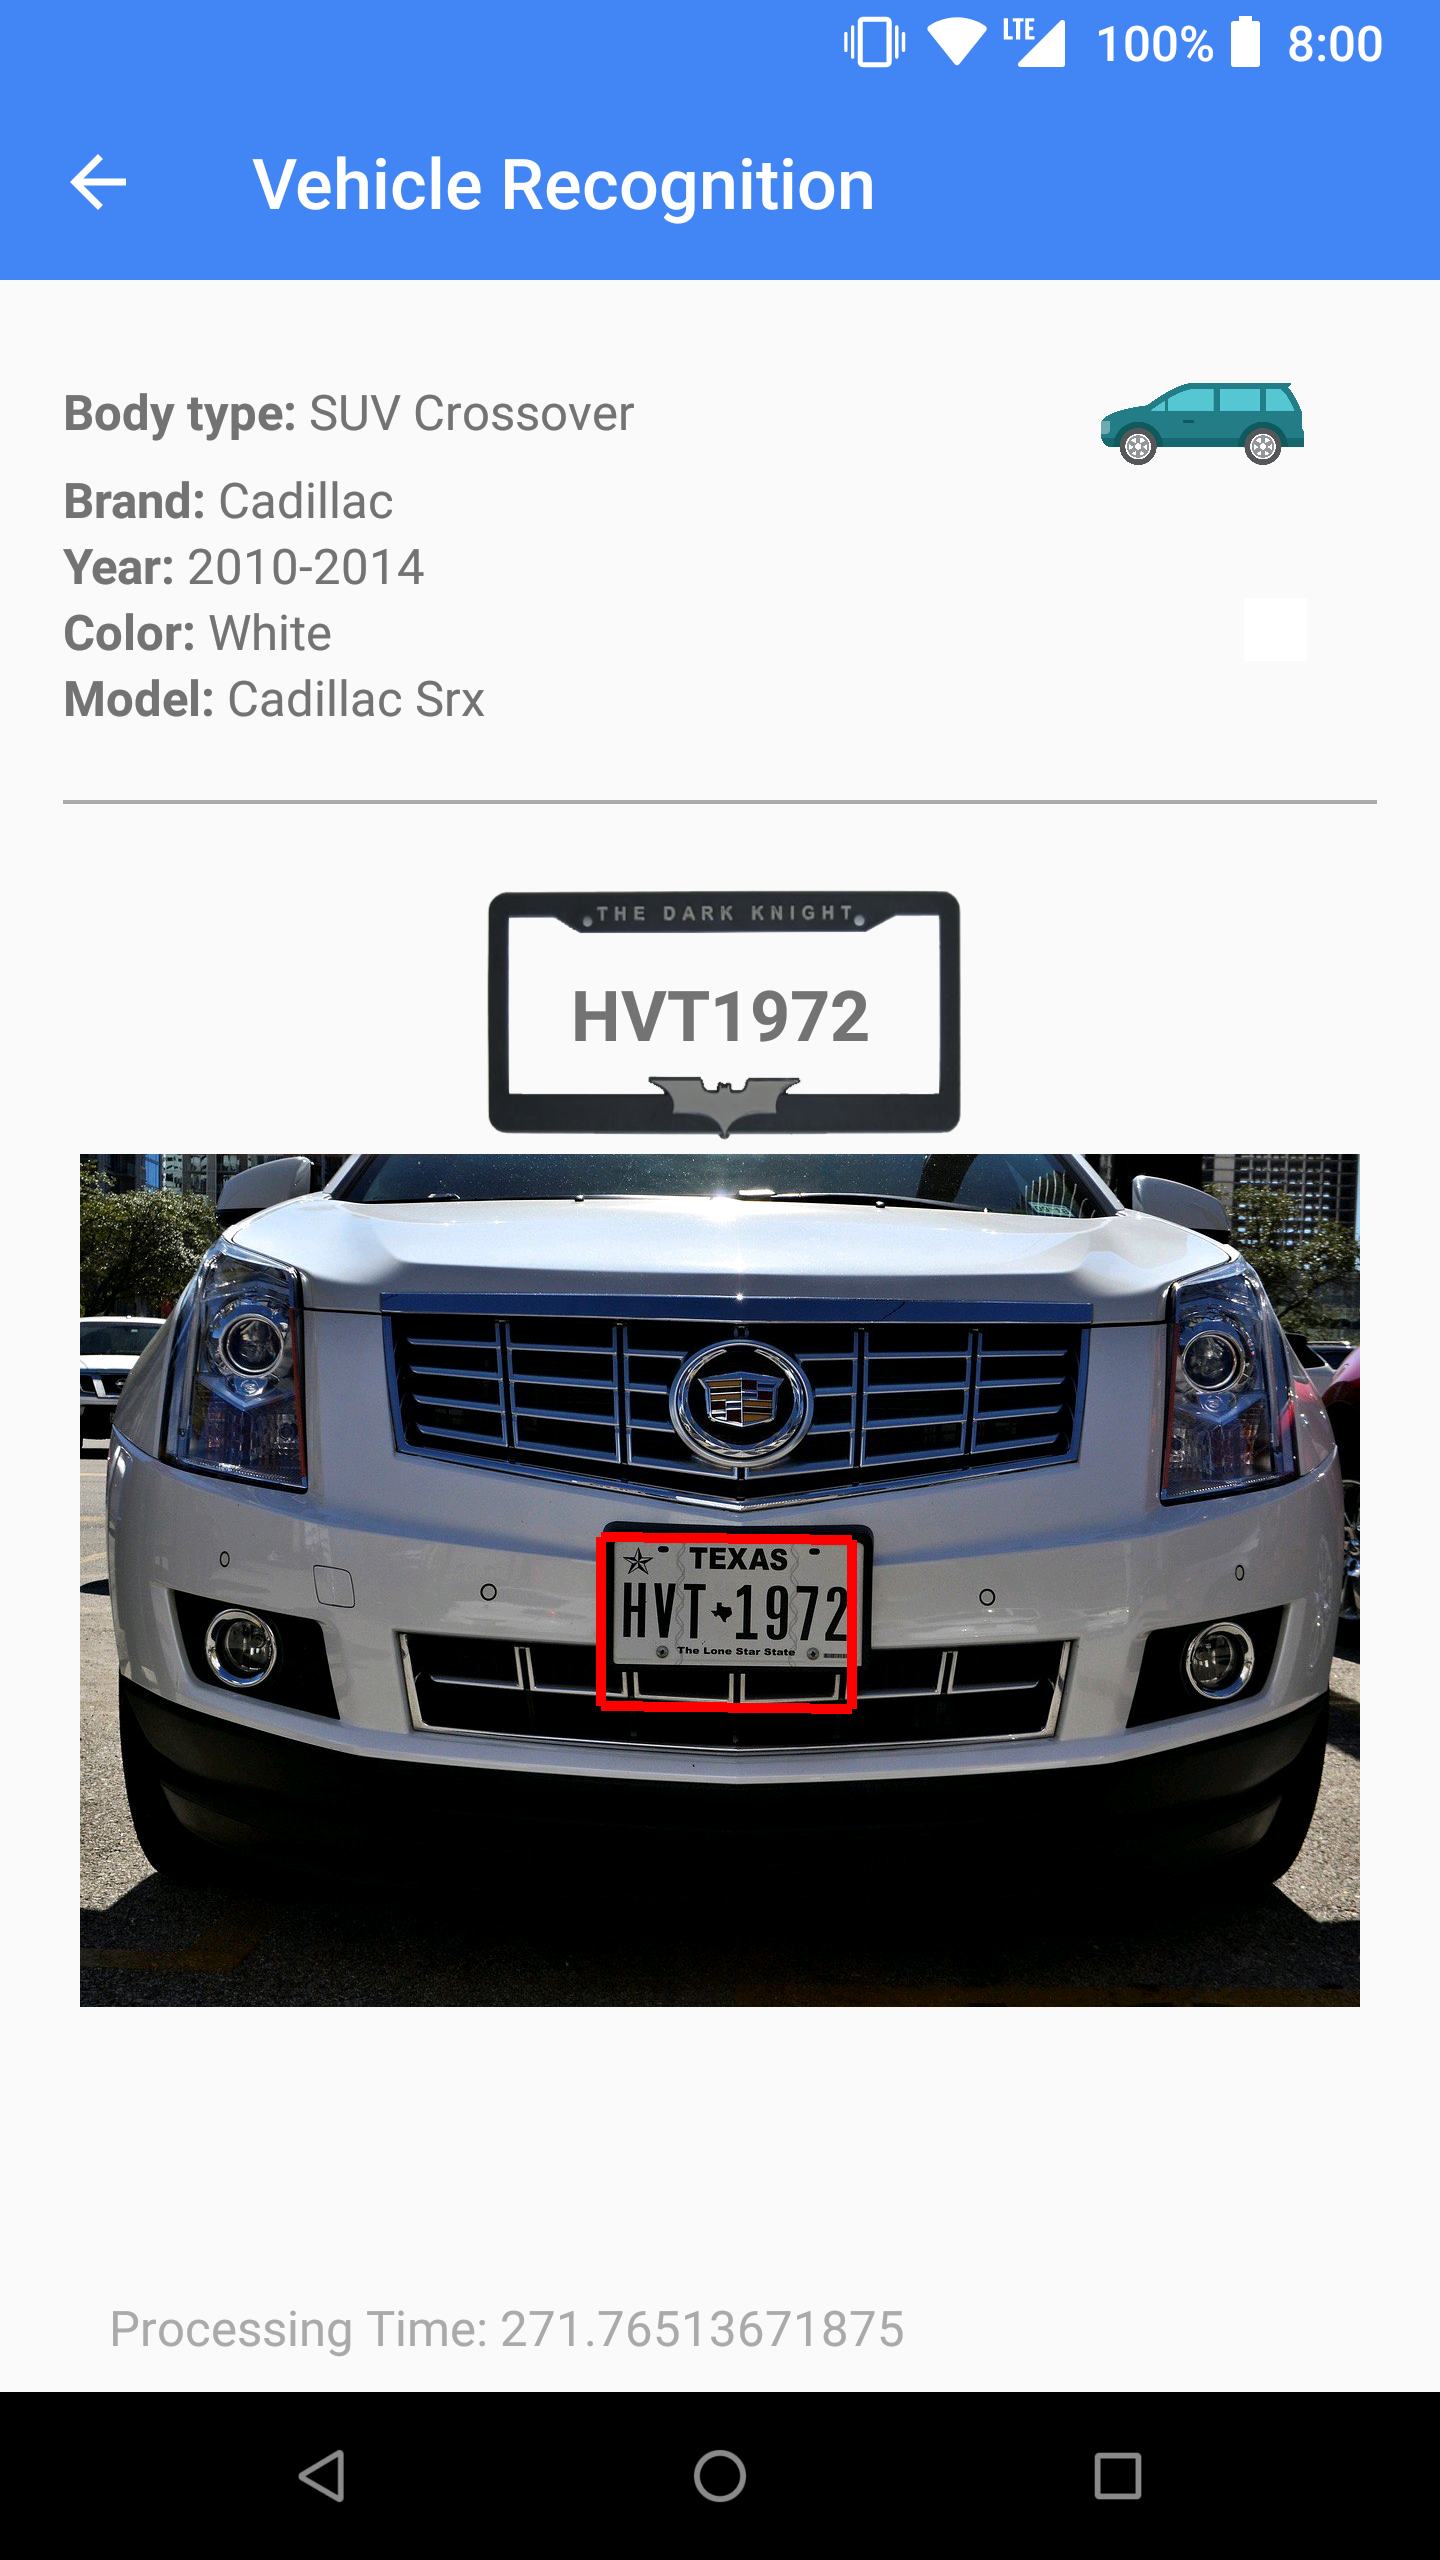 LTE 100% 8:00
Vehicle Recognition
Body type: SUV Crossover
Brand: Cadillac
Year: 2010-2014
Color: White
Model: Cadillac Srx
THE DARK KNIGHT
HVT1972
TEXAS
HVT 1972
The Lone Star State
Processing Time: 271.76513671875